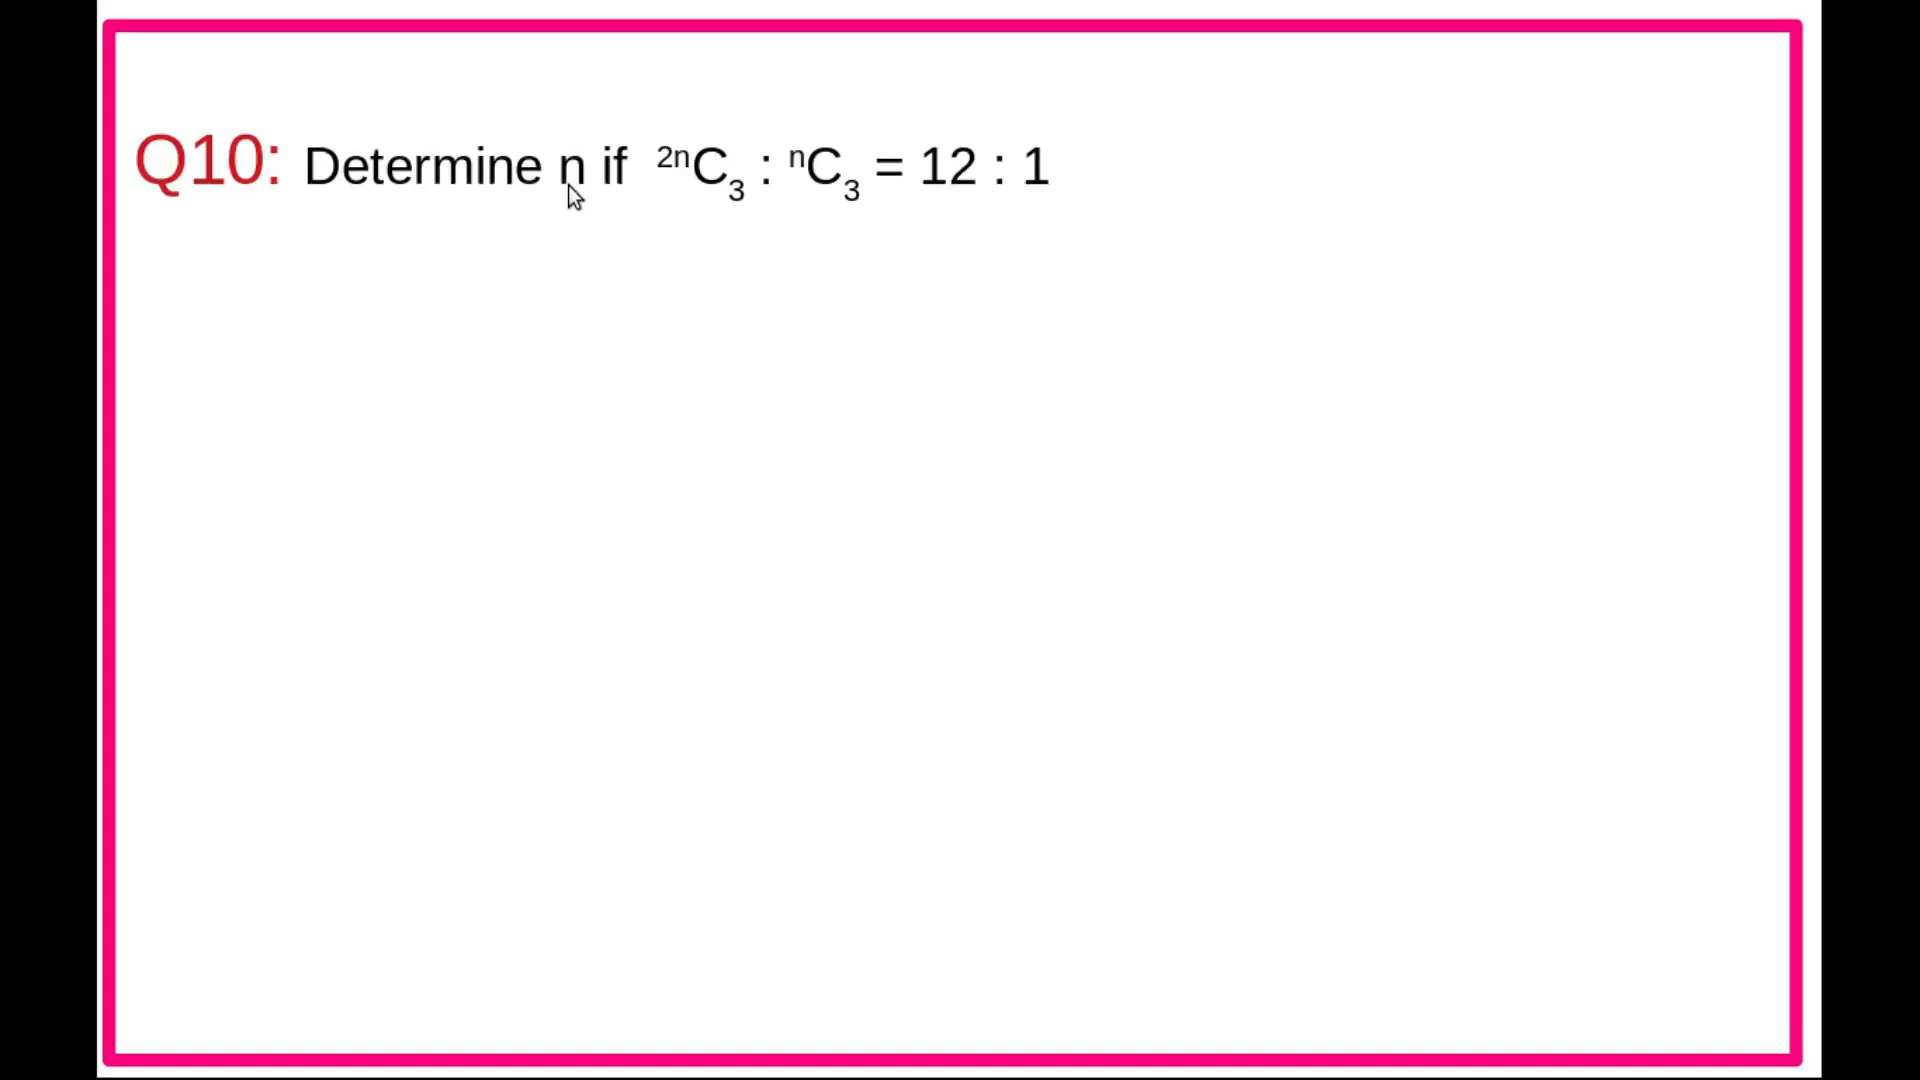 Q10: Determine n if ²ⁿC₃ : ⁿC₃ = 12 : 1